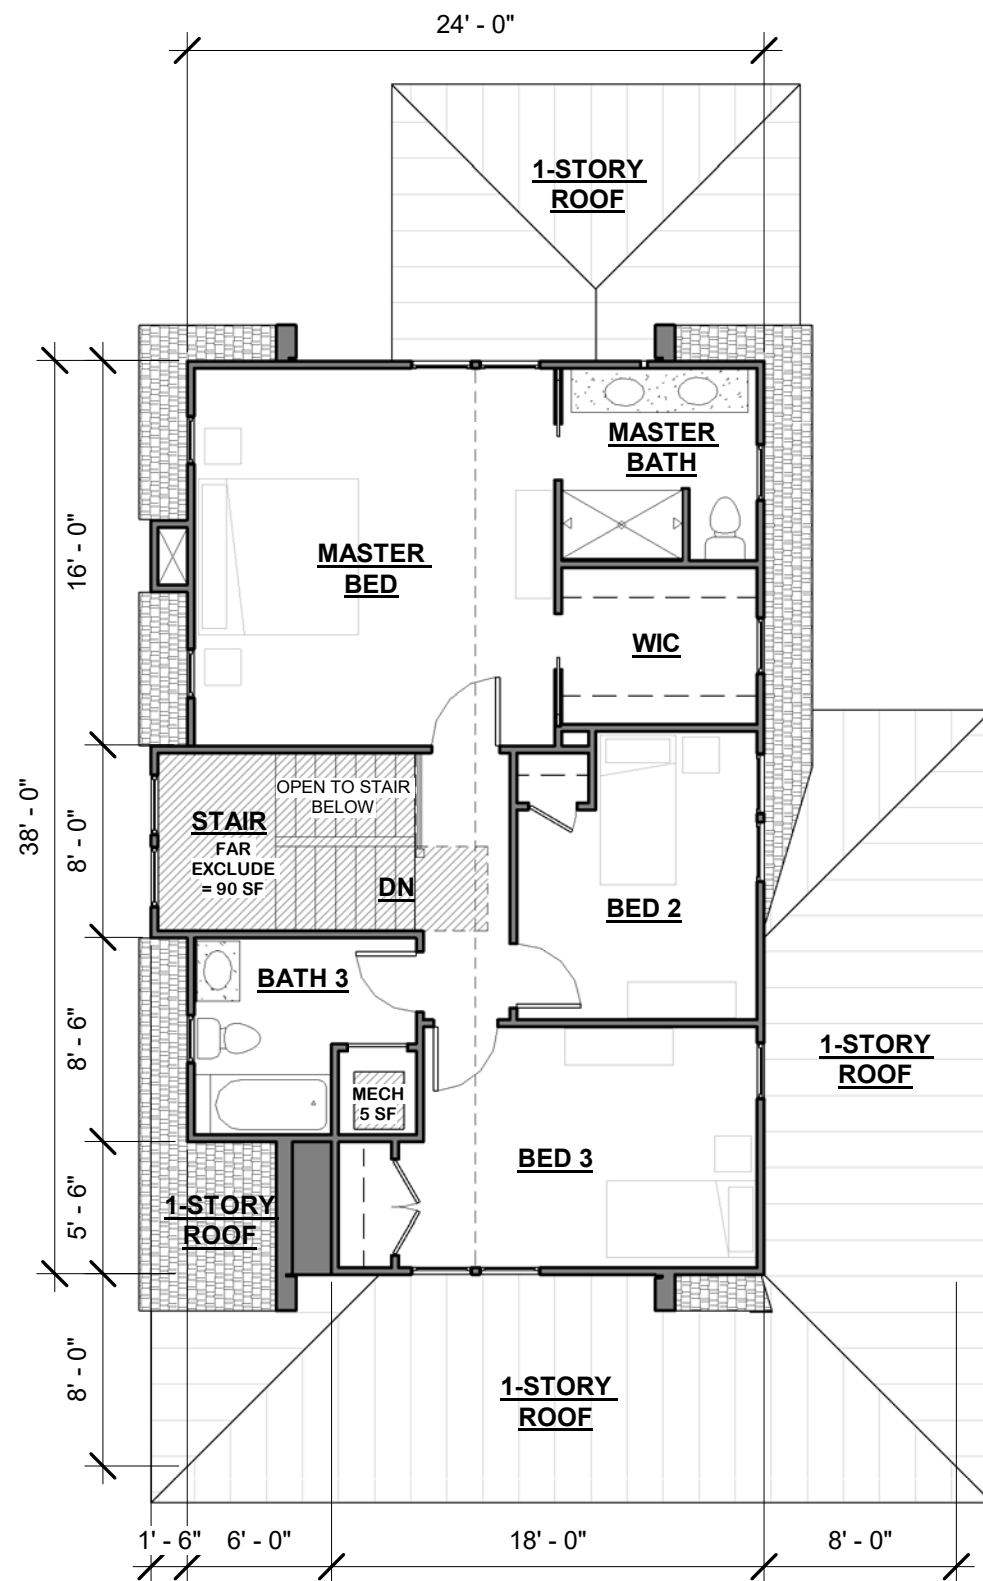 24' - 0"
1-STORY
ROOF
MASTER
BATH
16' - 0"
MASTER
BED
WIC
38' - 0"
8' - 0"
OPEN TO STAIR
BELOW
STAIR
FAR
EXCLUDE
= 90 SF
DN
BED 2
BATH 3
8' - 6"
1-STORY
ROOF
MECH
5 SF
BED 3
5' - 6"
1-STORY
ROOF
8' - 0"
1-STORY
ROOF
1' - 6"
6' - 0"
18' - 0"
8' - 0"